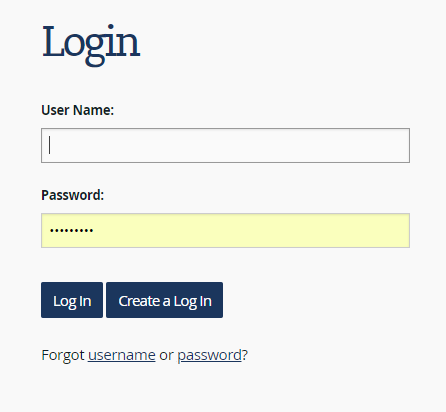 Login
User Name:
Password:
•••••••••
Log In Create a Log In
Forgot username or password?